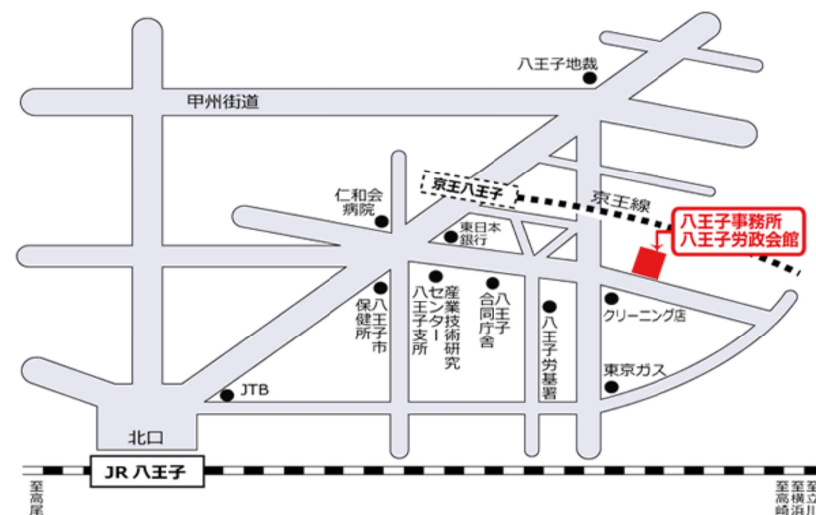 八王子地裁
甲州街道
京王八王子
仁和会
病院
京王線
八王子事務所
八王子労政会館
東日本
銀行
八王子市
保健所
産業技術研究
センター
八王子支所
八王子
合同庁舎
八王子労基署
クリーニング店
東京ガス
JTB
北口
JR 八王子
至高尾
至高崎
至横浜
至立川